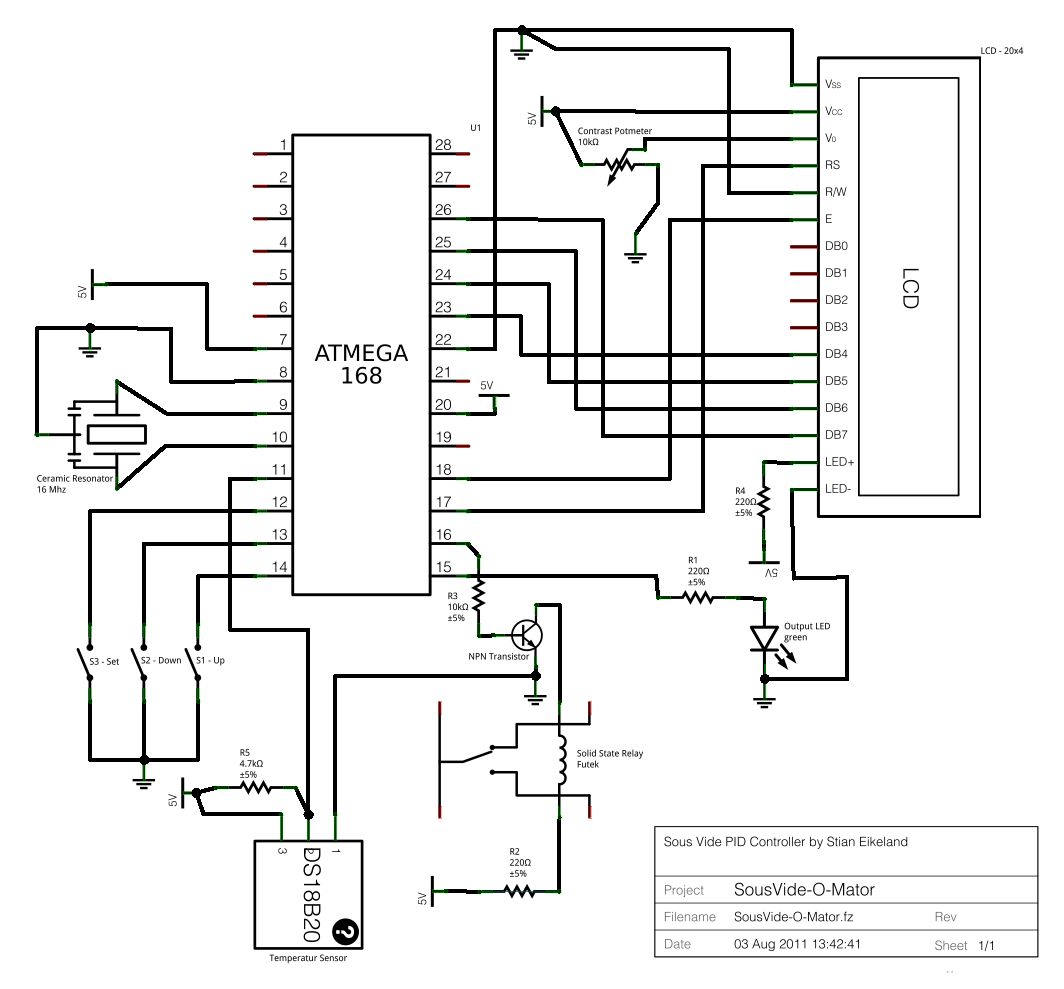 LCD - 20x4
VSS
VCC
V0
RS
R/W
E
DB0
DB1
DB2
DB3
DB4
DB5
DB6
DB7
LED+
LED-
LCD
5V
Contrast Potmeter
10kΩ
U1
1
2
3
4
5
6
7
8
9
10
11
12
13
14
28
27
26
25
24
23
22
21
20
19
18
17
16
15
ATMEGA
168
5V
5V
Ceramic Resonator
16 Mhz
R4
220Ω
±5%
5V
R1
220Ω
±5%
R3
10kΩ
±5%
NPN Transistor
Output LED
green
S3 - Set
S2 - Down
S1 - Up
R5
4.7kΩ
±5%
5V
Solid State Relay
Futek
3
2
1
DS18B20
?
Temperatur Sensor
R2
220Ω
±5%
5V
Sous Vide PID Controller by Stian Eikeland
Project SousVide-O-Mator
Filename SousVide-O-Mator.fz Rev
Date 03 Aug 2011 13:42:41 Sheet 1/1